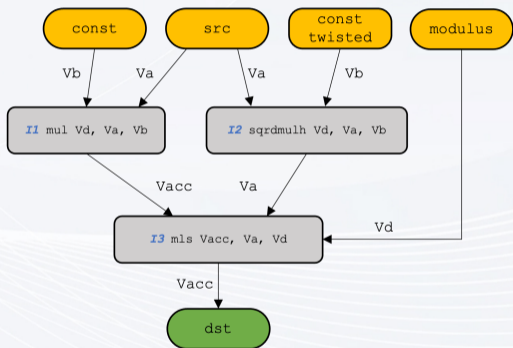 const
src
const
twisted
modulus
Vb
Va
Va
Vb
I1 mul Vd, Va, Vb
I2 sqrdmulh Vd, Va, Vb
Vacc
Va
Vd
I3 mls Vacc, Va, Vd
Vacc
dst